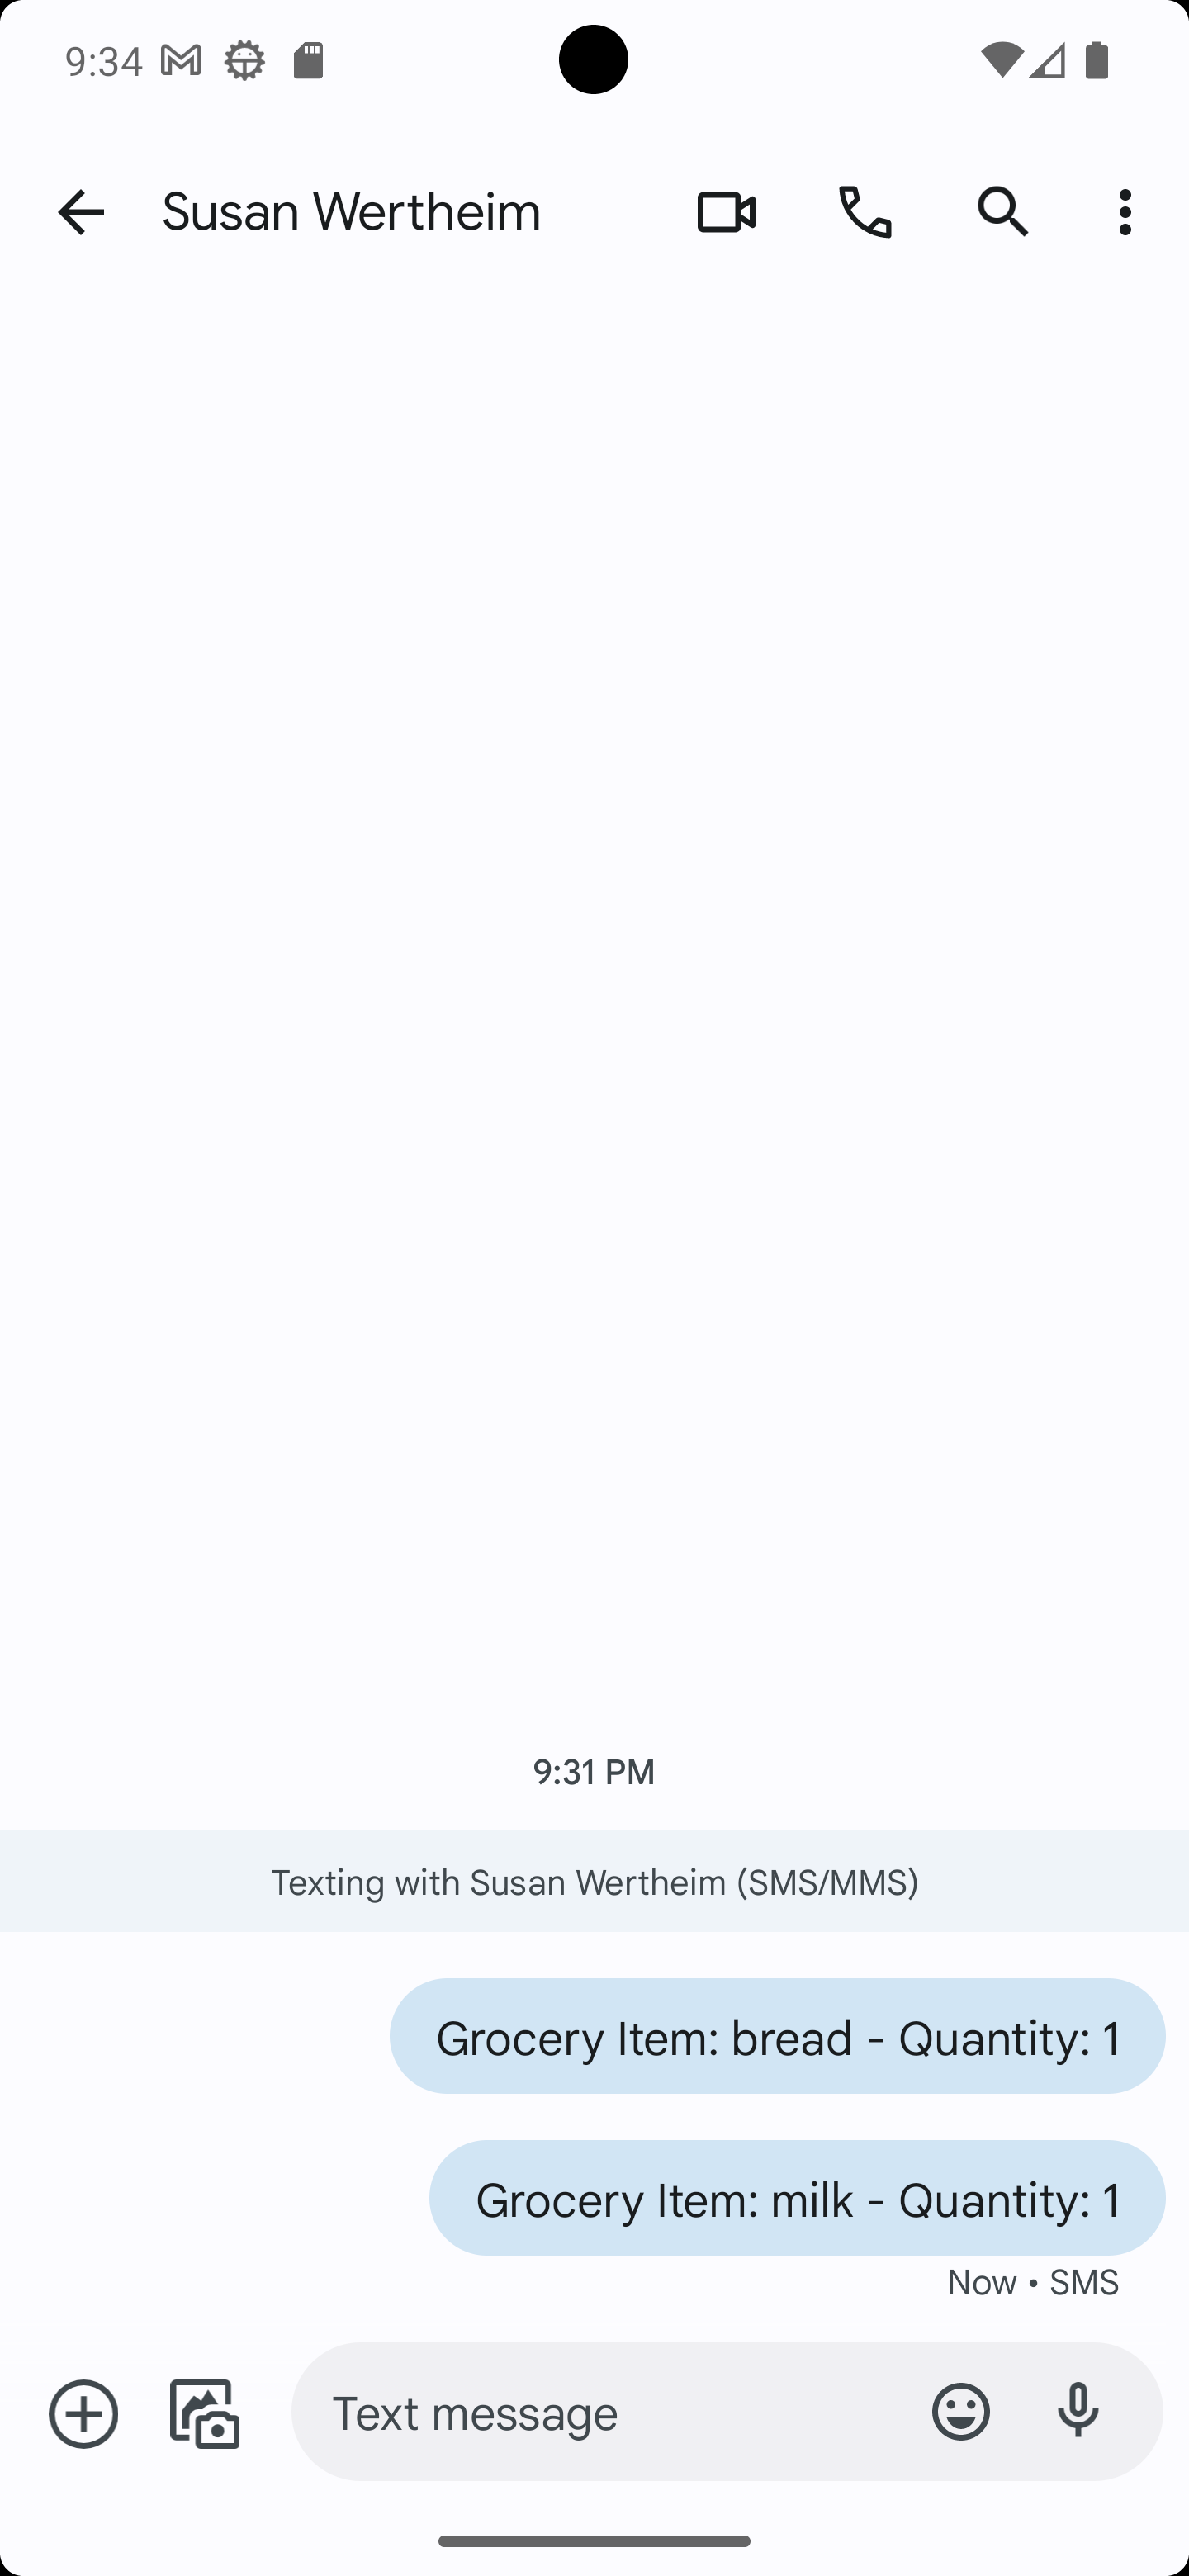 9:34
Susan Wertheim
9:31 PM
Texting with Susan Wertheim (SMS/MMS)
Grocery Item: bread - Quantity: 1
Grocery Item: milk - Quantity: 1
Now • SMS
Text message